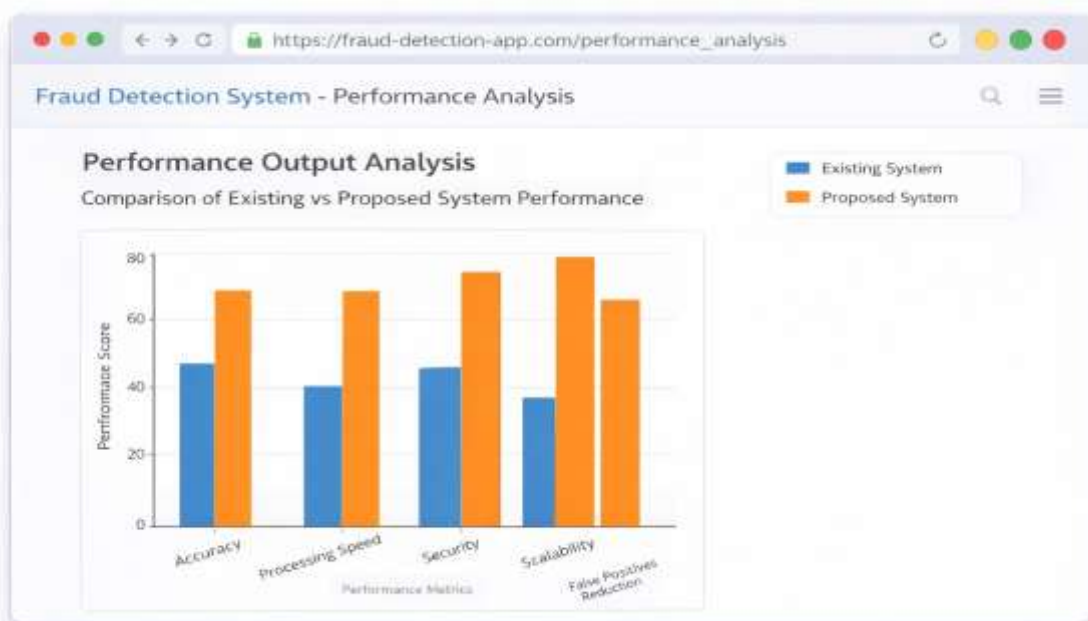 https://fraud-detection-app.com/performance_analysis
Fraud Detection System - Performance Analysis
Performance Output Analysis
Comparison of Existing vs Proposed System Performance
Existing System
Proposed System
80
60
40
20
0
Penfromane Score
Accuracy
Processing Speed
Security
Scalability
False Positives
Reduction
Performance Metrics